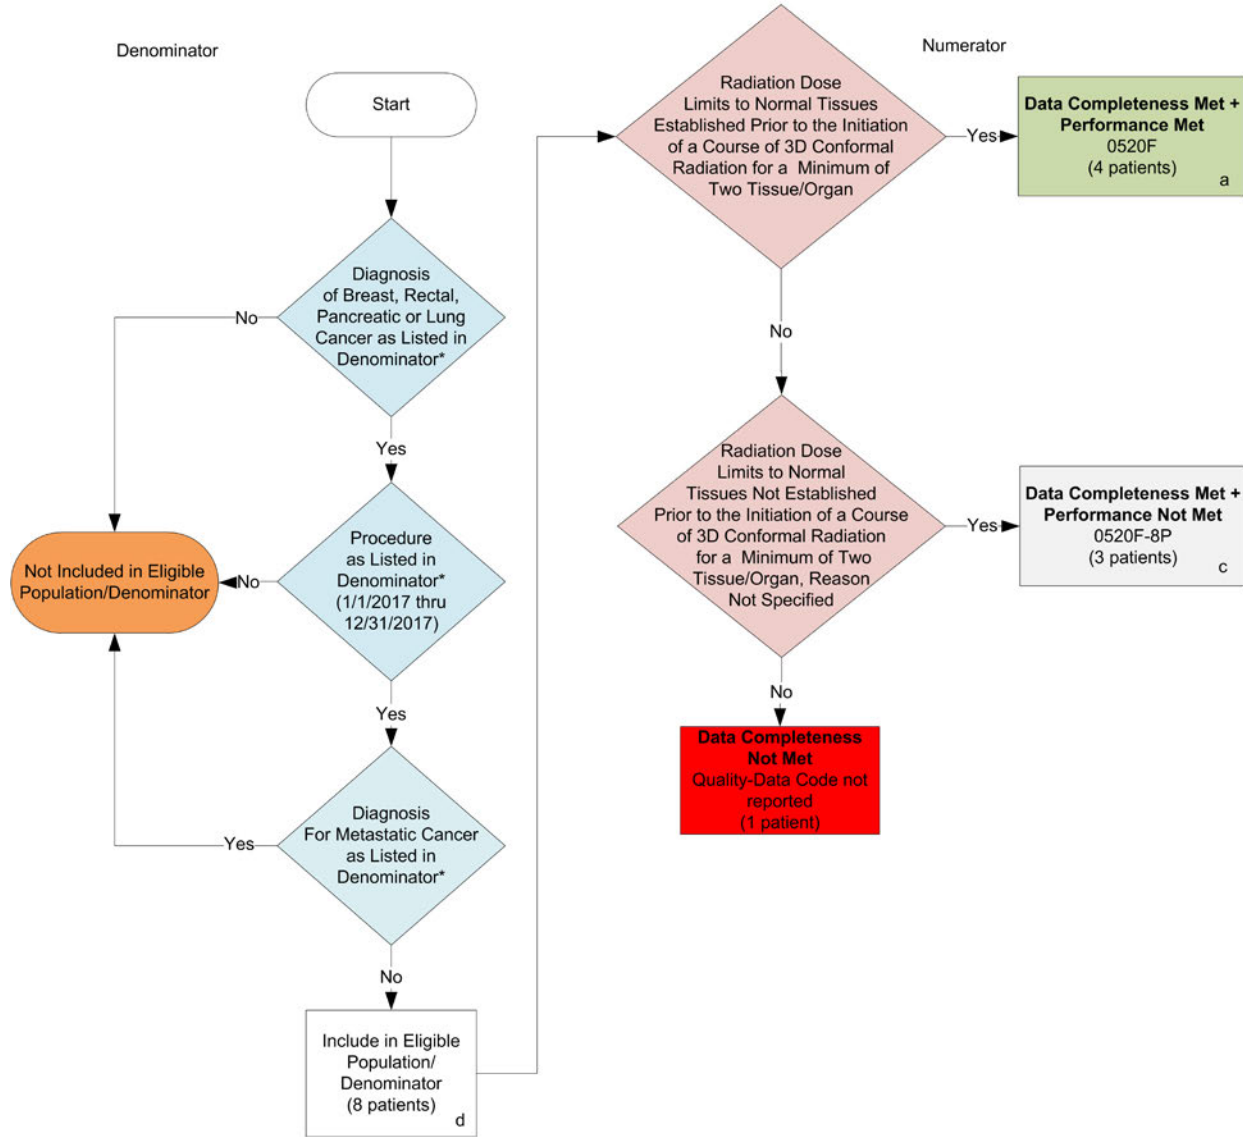 Denominator
Start
Diagnosis
of Breast, Rectal,
Pancreatic or Lung
Cancer as Listed in
Denominator*
No
Yes
Procedure
as Listed in
Denominator*
(1/1/2017 thru
12/31/2017)
No
Not Included in Eligible
Population/Denominator
Yes
Diagnosis
For Metastatic Cancer
as Listed in
Denominator*
Yes
No
Include in Eligible
Population/
Denominator
(8 patients)
d
Numerator
Radiation Dose
Limits to Normal Tissues
Established Prior to the Initiation
of a Course of 3D Conformal
Radiation for a Minimum of
Two Tissue/Organ
Yes
Data Completeness Met +
Performance Met
0520F
(4 patients)
a
No
Radiation Dose
Limits to Normal
Tissues Not Established
Prior to the Initiation of a Course
of 3D Conformal Radiation
for a Minimum of Two
Tissue/Organ, Reason
Not Specified
Yes
Data Completeness Met +
Performance Not Met
0520F-8P
(3 patients)
c
No
Data Completeness
Not Met
Quality-Data Code not
reported
(1 patient)